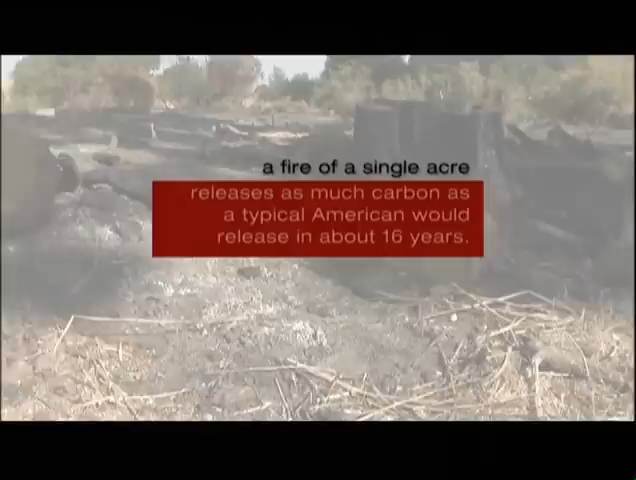 a fire of a single acre
releases as much carbon as
a typical American would
release in about 16 years.